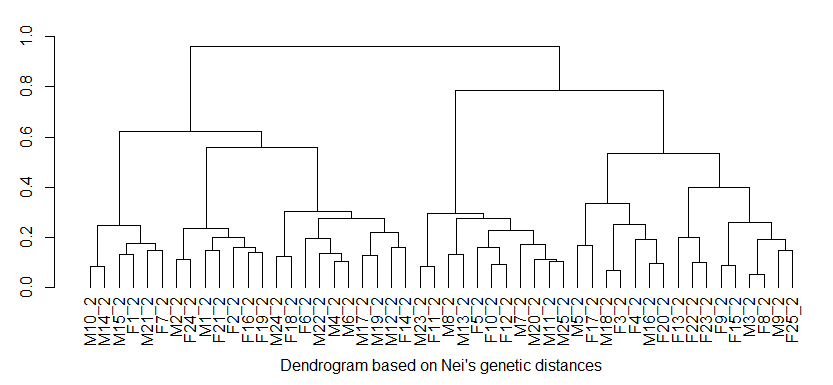 1.0
0.8
0.6
0.4
0.2
0.0
M10_2
M14_2
M15_2
F1_2
M21_2
F7_2
M2_2
F24_2
M1_2
F21_2
F2_2
F16_2
F19_2
M24_2
F18_2
F6_2
M22_2
M4_2
M6_2
M17_2
M19_2
M12_2
F14_2
M23_2
F11_2
M8_2
M13_2
F5_2
F10_2
F12_2
M7_2
M20_2
M11_2
M25_2
M5_2
F17_2
M18_2
F3_2
F4_2
M16_2
F20_2
F13_2
F22_2
F23_2
F9_2
F15_2
M3_2
F8_2
M9_2
F25_2
Dendrogram based on Nei's genetic distances